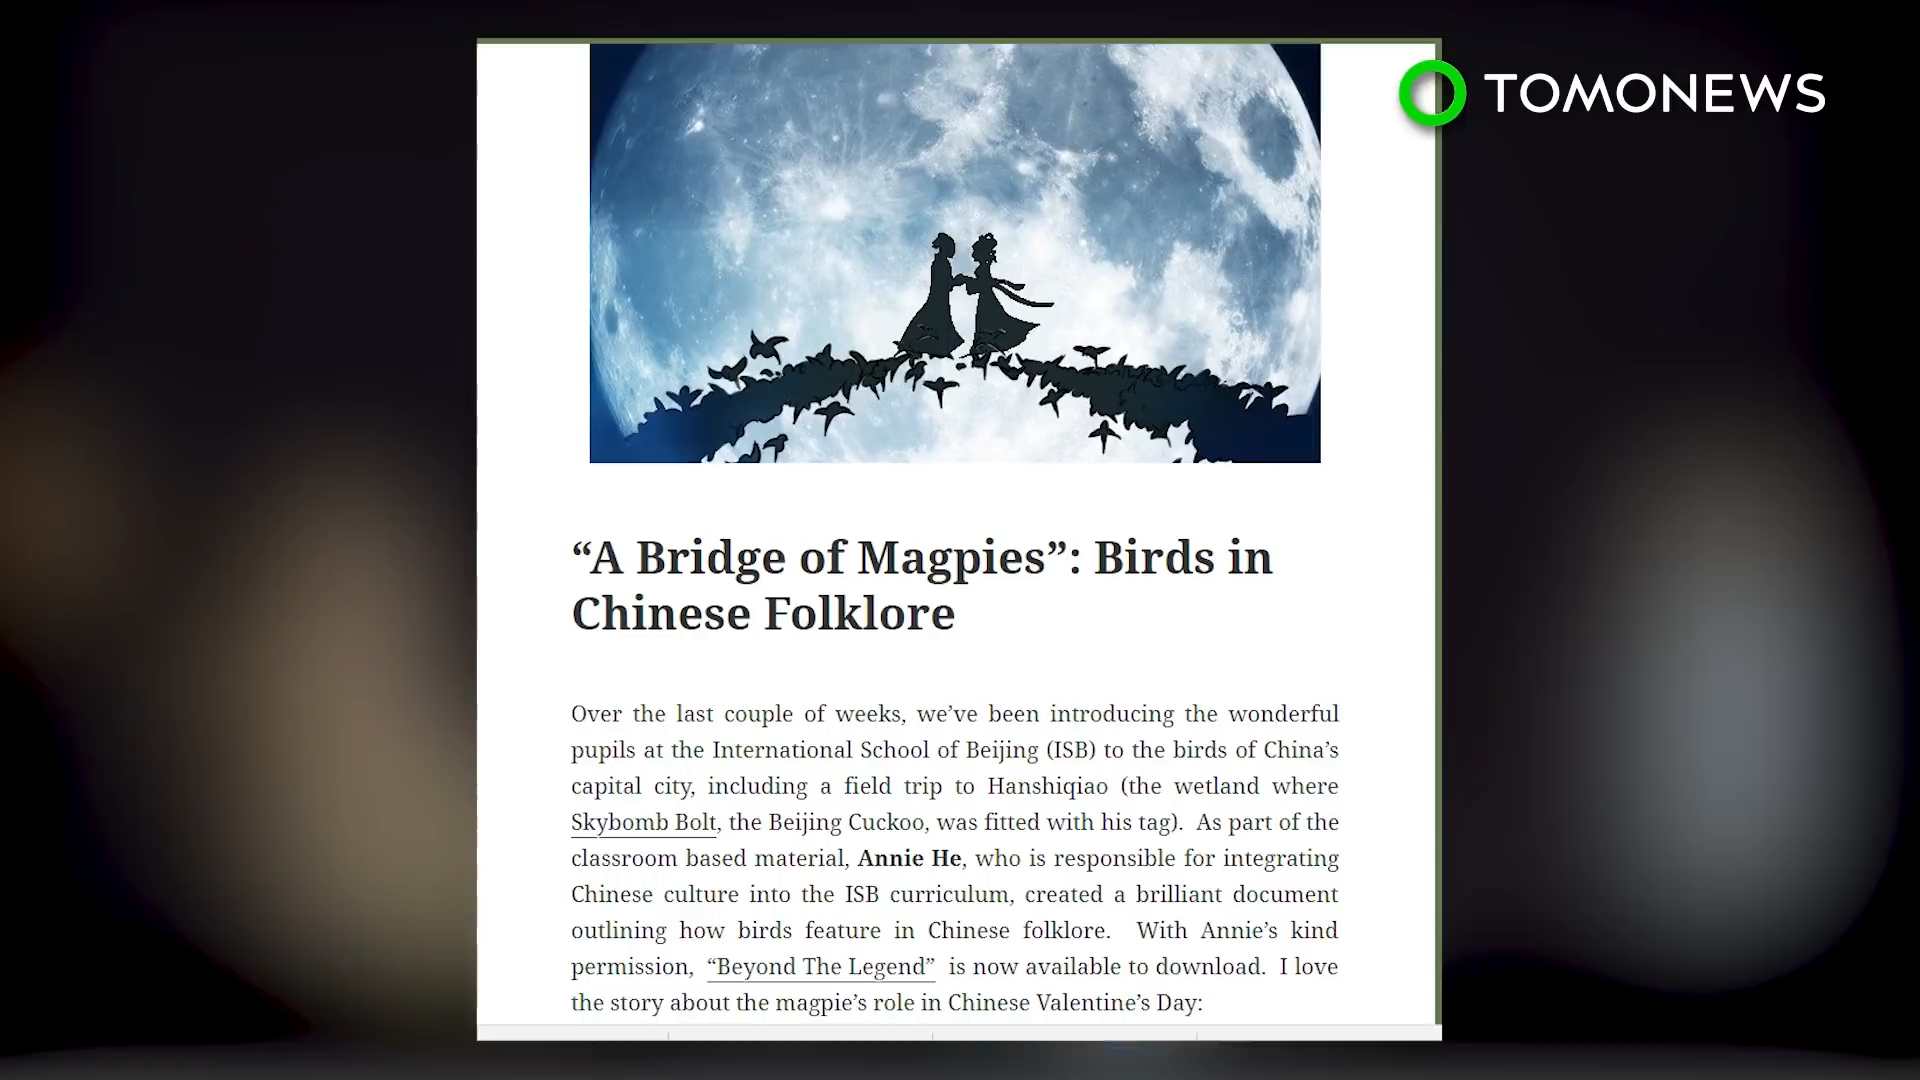 TOMONEWS
“A Bridge of Magpies”: Birds in
Chinese Folklore
Over the last couple of weeks, we’ve been introducing the wonderful
pupils at the International School of Beijing (ISB) to the birds of China’s
capital city, including a field trip to Hanshiqiao (the wetland where
Skybomb Bolt, the Beijing Cuckoo, was fitted with his tag).  As part of the
classroom based material, Annie He, who is responsible for integrating
Chinese culture into the ISB curriculum, created a brilliant document
outlining how birds feature in Chinese folklore.  With Annie’s kind
permission,  “Beyond The Legend”  is now available to download.  I love
the story about the magpie’s role in Chinese Valentine’s Day: